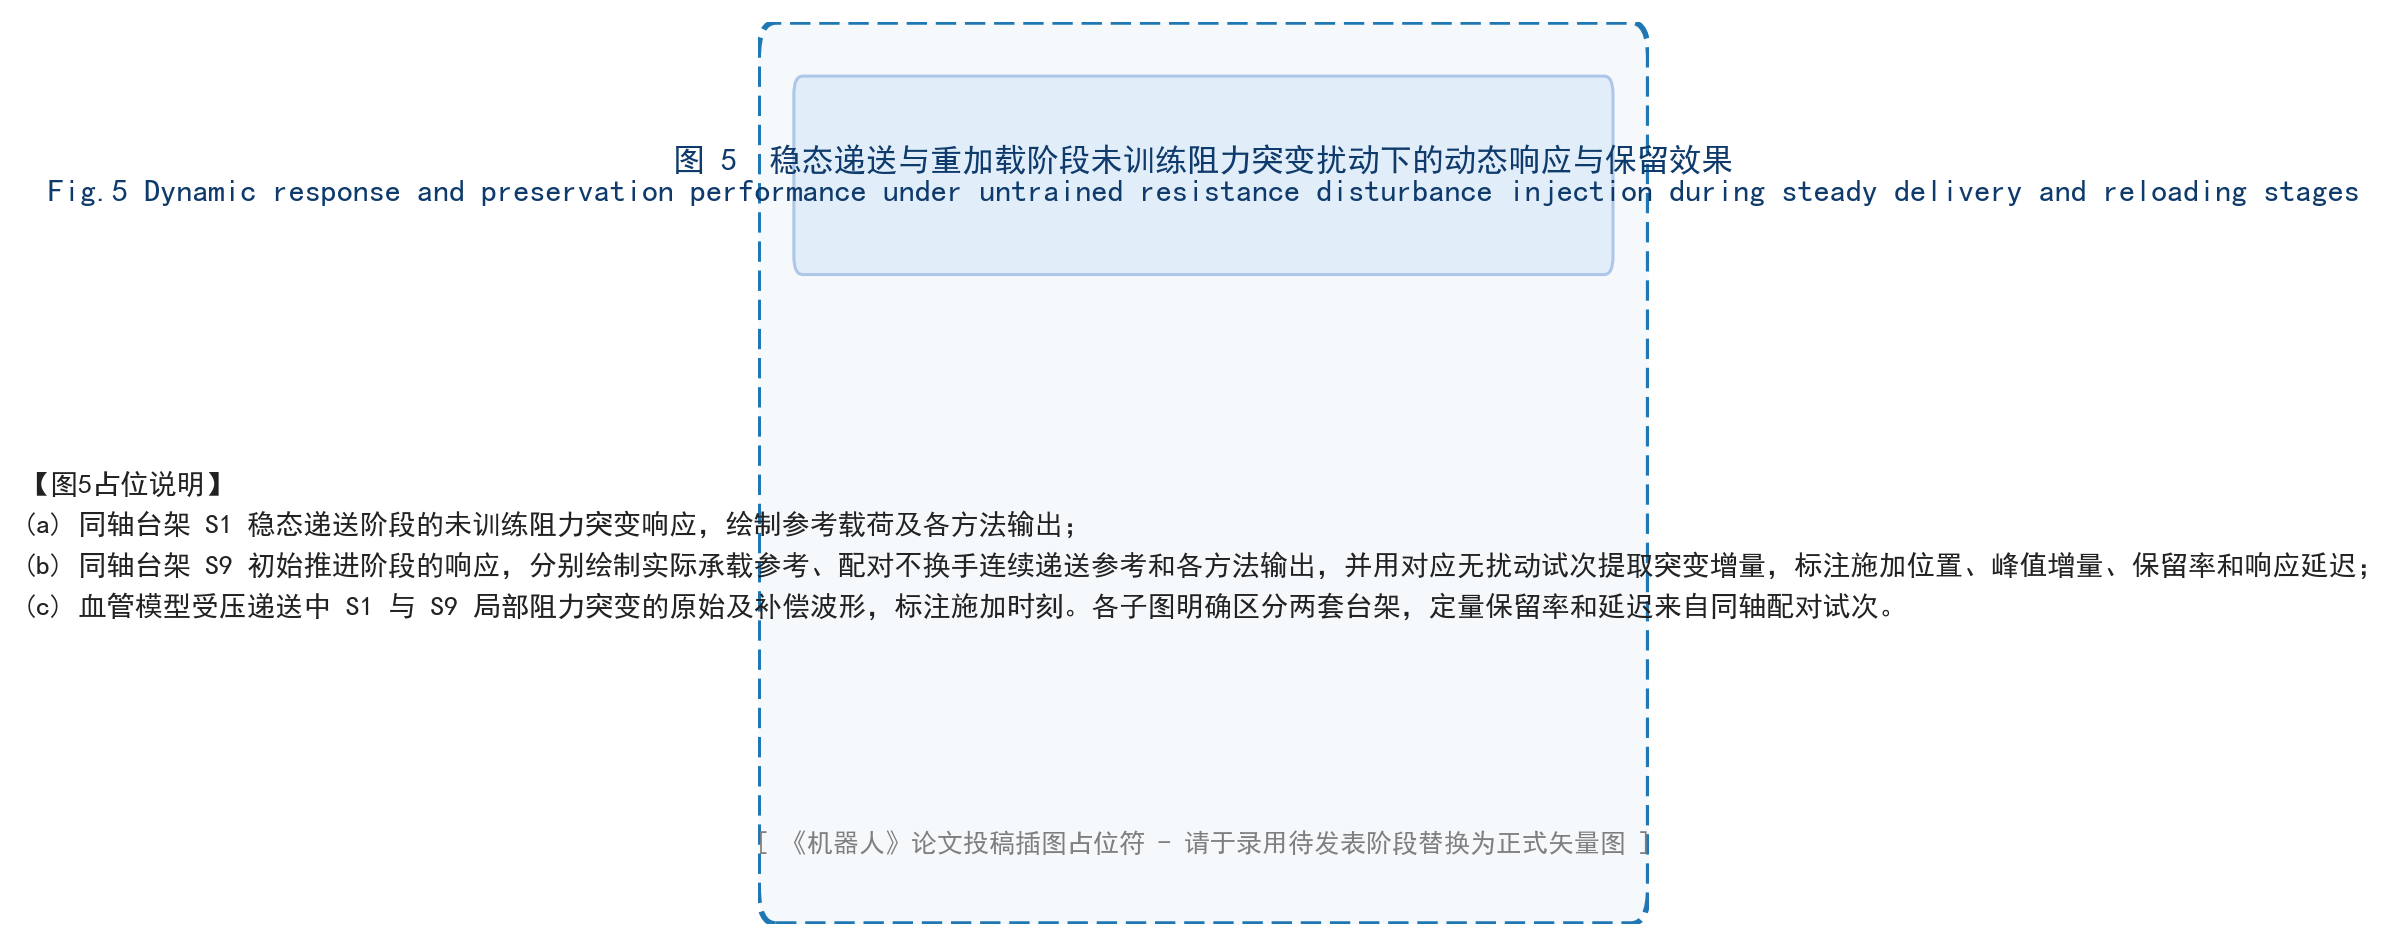 图 5  稳态递送与重加载阶段未训练阻力突变扰动下的动态响应与保留效果
Fig.5 Dynamic response and preservation performance under untrained resistance disturbance injection during steady delivery and reloading stages
【图5占位说明】
(a) 同轴台架 S1 稳态递送阶段的未训练阻力突变响应，绘制参考载荷及各方法输出；
(b) 同轴台架 S9 初始推进阶段的响应，分别绘制实际承载参考、配对不换手连续递送参考和各方法输出，并用对应无扰动试次提取突变增量，标注施加位置、峰值增量、保留率和响应延迟；
(c) 血管模型受压递送中 S1 与 S9 局部阻力突变的原始及补偿波形，标注施加时刻。各子图明确区分两套台架，定量保留率和延迟来自同轴配对试次。
[ 《机器人》论文投稿插图占位符 - 请于录用待发表阶段替换为正式矢量图 ]